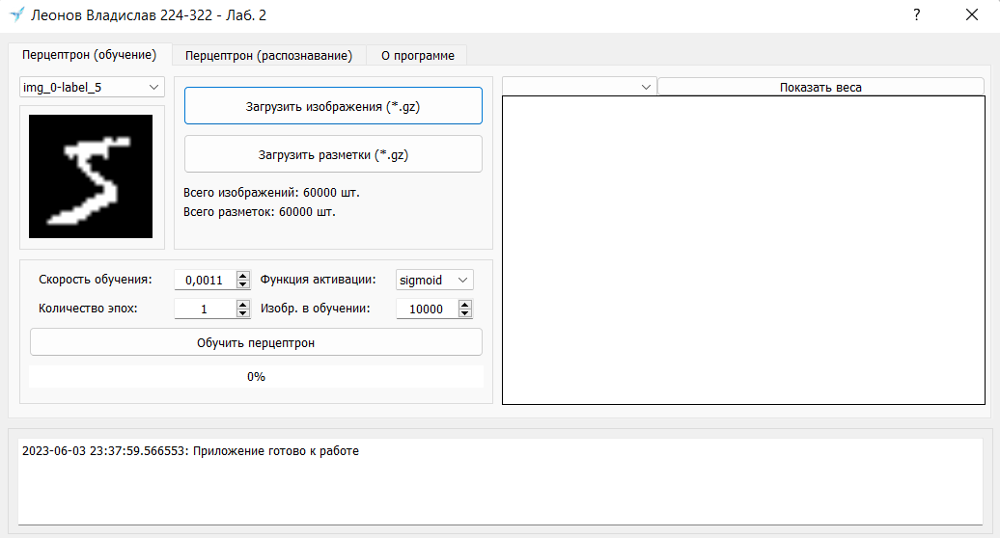 Леонов Владислав 224-322 - Лаб. 2
?
Перцептрон (обучение)
Перцептрон (распознавание)
О программе
img_0-label_5
Загрузить изображения (*.gz)
Загрузить разметки (*.gz)
Всего изображений: 60000 шт.
Всего разметок: 60000 шт.
Показать веса
Скорость обучения: 0,0011 Функция активации: sigmoid
Количество эпох: 1 Изобр. в обучении: 10000
Обучить перцептрон
0%
2023-06-03 23:37:59.566553: Приложение готово к работе